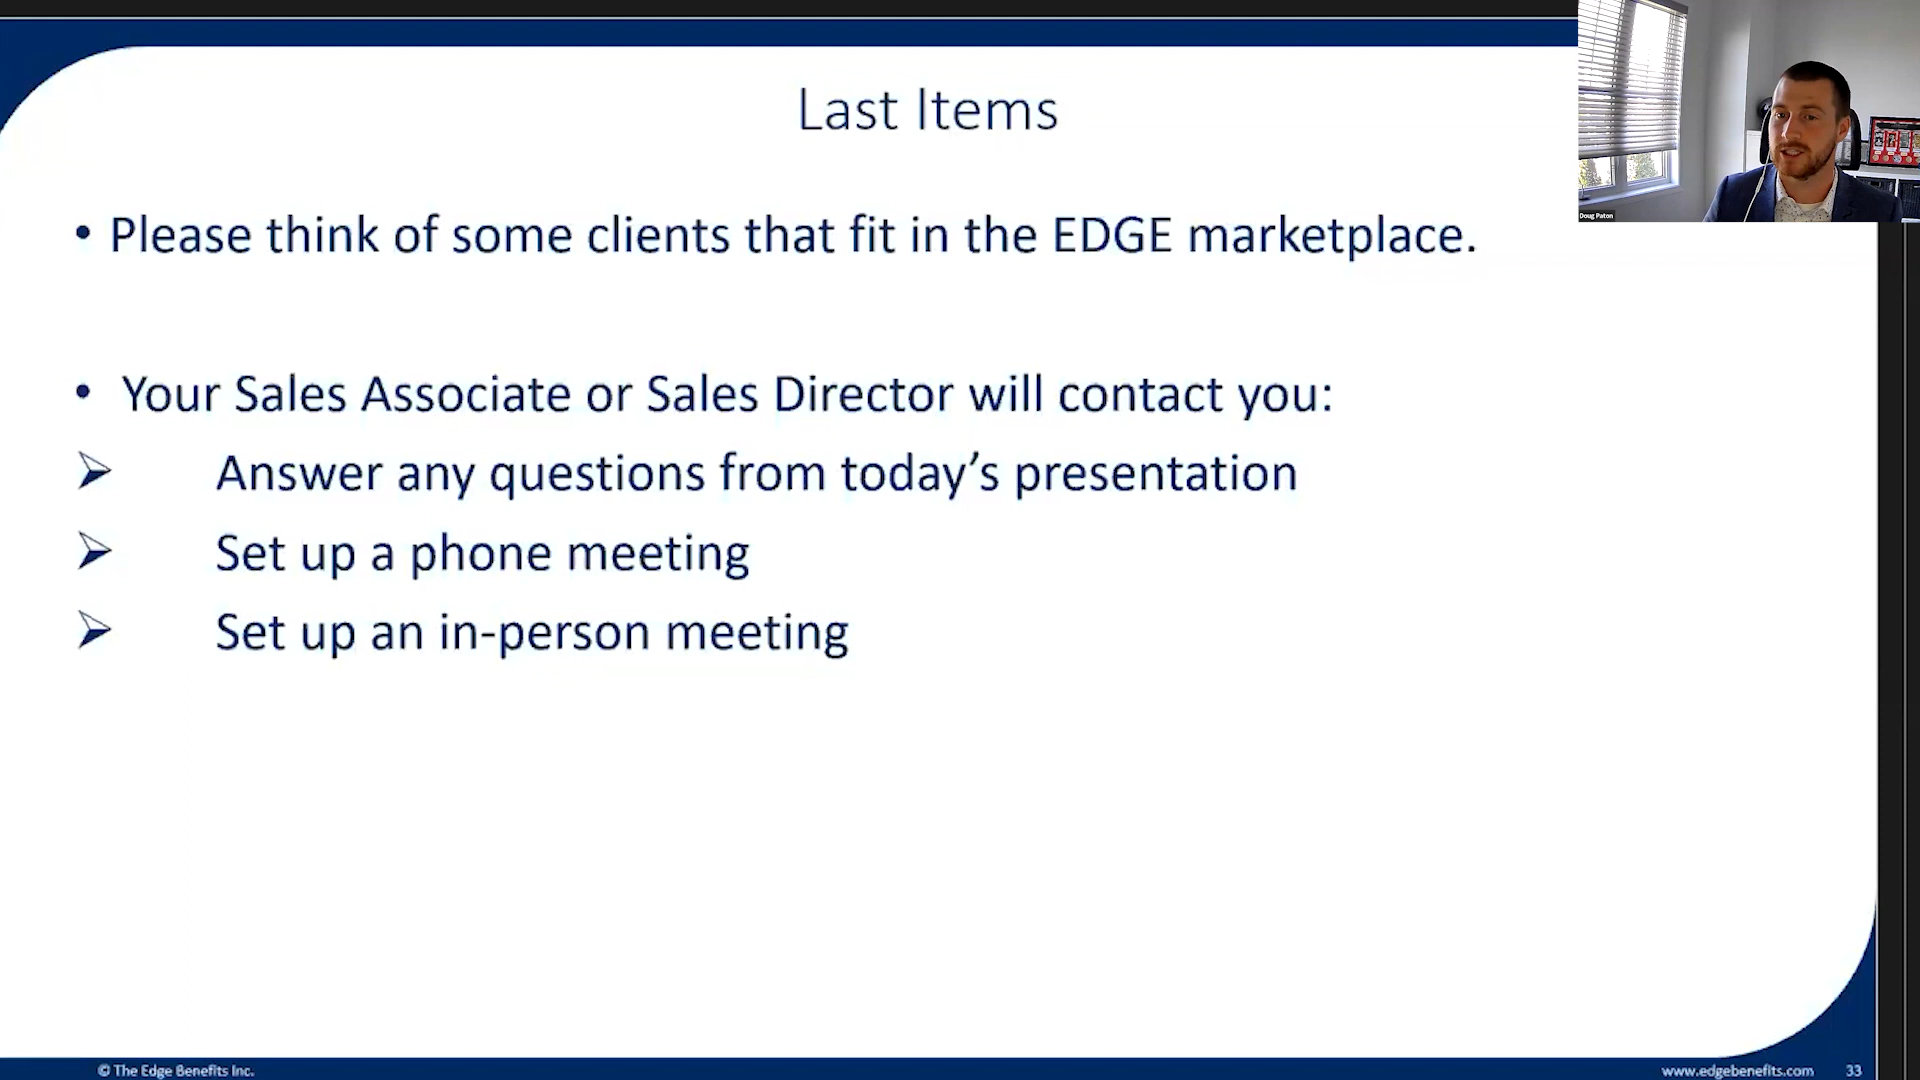 Last Items
• Please think of some clients that fit in the EDGE marketplace.
• Your Sales Associate or Sales Director will contact you:
➢ Answer any questions from today’s presentation
➢ Set up a phone meeting
➢ Set up an in-person meeting
Doug Paton
© The Edge Benefits Inc.
www.edgebenefits.com 33